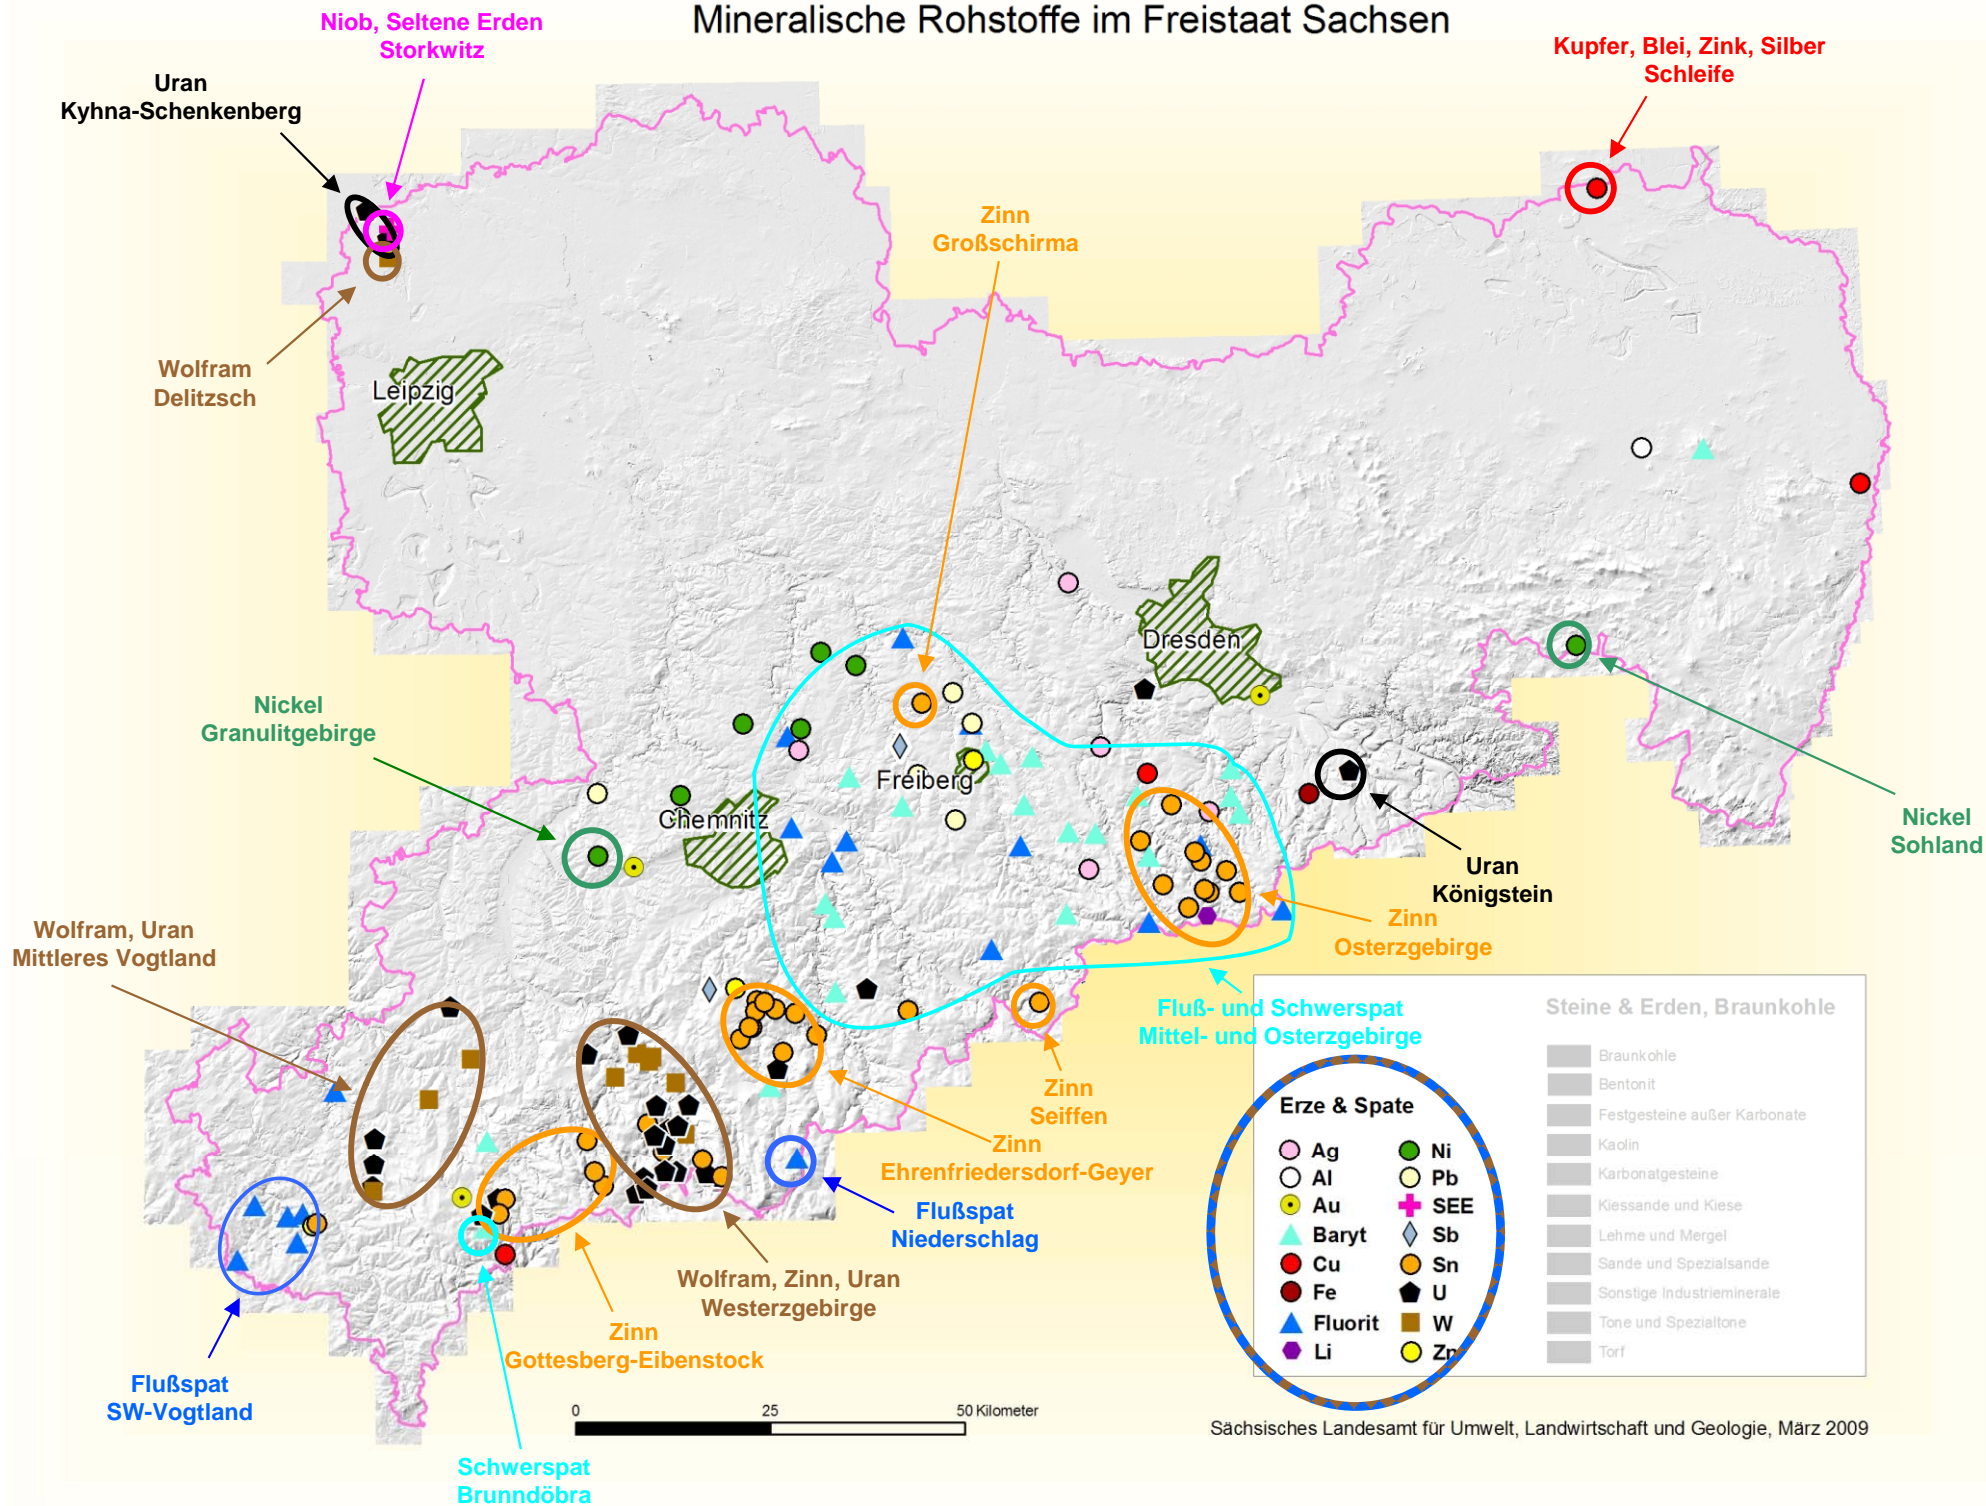 Mineralische Rohstoffe im Freistaat Sachsen
Niob, Seltene Erden
Storkwitz
Kupfer, Blei, Zink, Silber
Schleife
Uran
Kyhna-Schenkenberg
Zinn
Großschirma
Wolfram
Delitzsch
Leipzig
Dresden
Nickel
Granulitgebirge
Freiberg
Chemnitz
Nickel
Sohland
Uran
Königstein
Zinn
Osterzgebirge
Wolfram, Uran
Mittleres Vogtland
Fluß- und Schwerspat
Mittel- und Osterzgebirge
Zinn
Seiffen
Zinn
Ehrenfriedersdorf-Geyer
Flußspat
Niederschlag
Wolfram, Zinn, Uran
Westerzgebirge
Zinn
Gottesberg-Eibenstock
Flußspat
SW-Vogtland
Schwerspat
Brunndöbra
Erze & Spate
Ag
Al
Au
Baryt
Cu
Fe
Fluorit
Li
Ni
Pb
SEE
Sb
Sn
U
W
Zn
Steine & Erden, Braunkohle
Braunkohle
Bentonit
Festgesteine außer Karbonate
Kaolin
Karbonatgesteine
Kiessande und Kiese
Lehme und Mergel
Sande und Spezialsande
Sonstige Industrieminerale
Tone und Spezialtone
Torf
0 25 50 Kilometer
Sächsisches Landesamt für Umwelt, Landwirtschaft und Geologie, März 2009